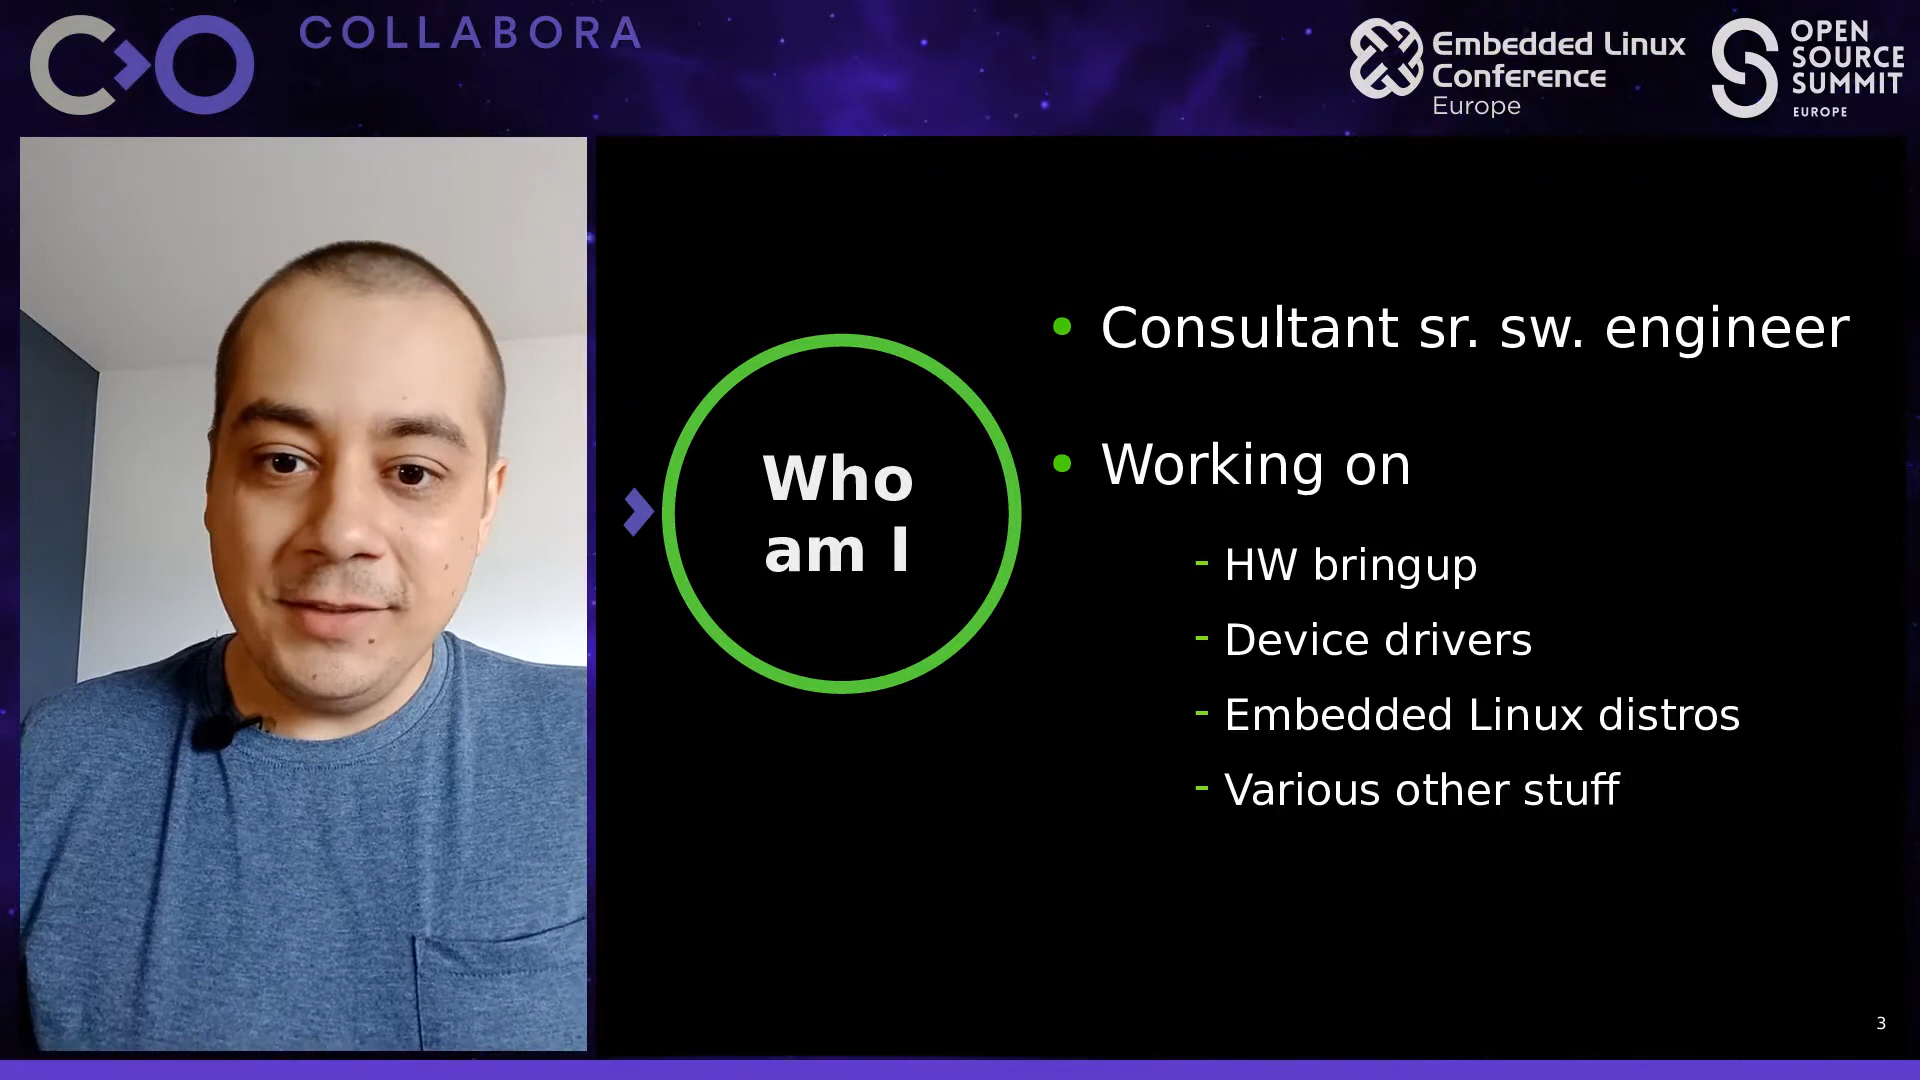 COLLABORA
Embedded Linux
Conference
Europe
OPEN
SOURCE
SUMMIT
EUROPE
Who
am I
• Consultant sr. sw. engineer
• Working on
- HW bringup
- Device drivers
- Embedded Linux distros
- Various other stuff
3